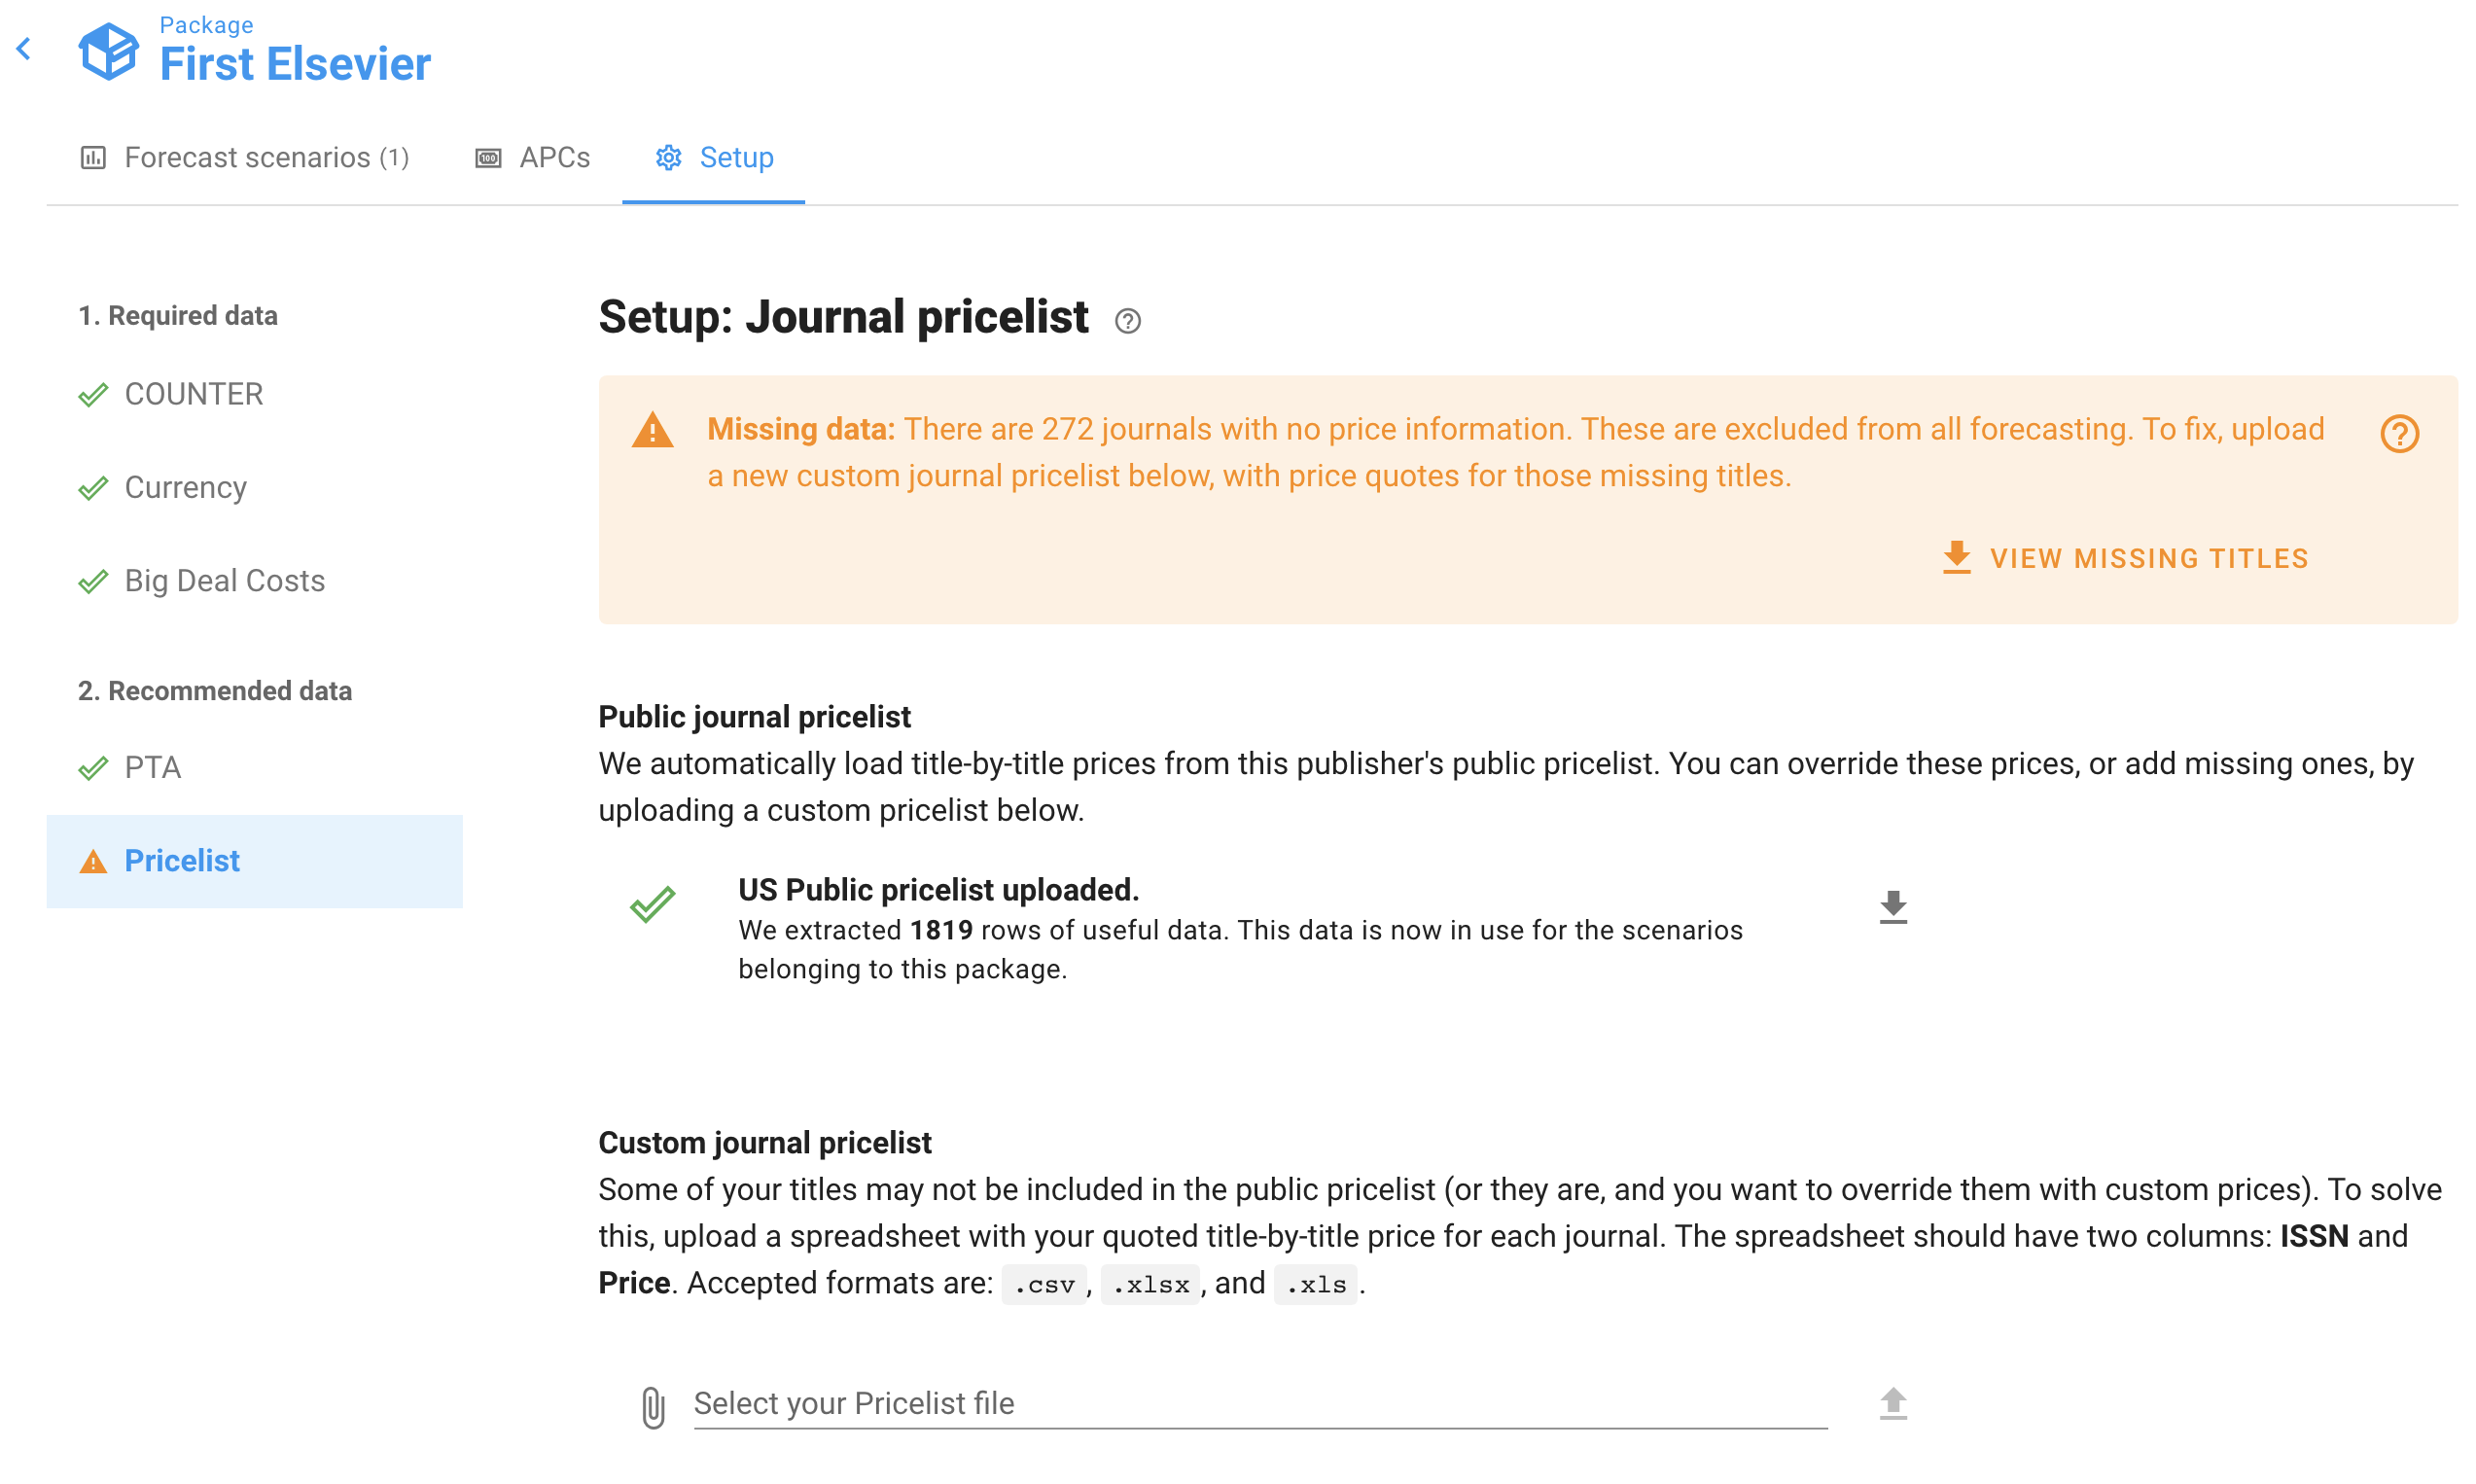 Package
First Elsevier
Forecast scenarios (1)
APCs
Setup
1. Required data
COUNTER
Currency
Big Deal Costs
2. Recommended data
PTA
Pricelist
Setup: Journal pricelist
Missing data: There are 272 journals with no price information. These are excluded from all forecasting. To fix, upload
a new custom journal pricelist below, with price quotes for those missing titles.
VIEW MISSING TITLES
Public journal pricelist
We automatically load title-by-title prices from this publisher's public pricelist. You can override these prices, or add missing ones, by
uploading a custom pricelist below.
US Public pricelist uploaded.
We extracted 1819 rows of useful data. This data is now in use for the scenarios
belonging to this package.
Custom journal pricelist
Some of your titles may not be included in the public pricelist (or they are, and you want to override them with custom prices). To solve
this, upload a spreadsheet with your quoted title-by-title price for each journal. The spreadsheet should have two columns: ISSN and
Price. Accepted formats are: .csv, .xlsx, and .xls.
Select your Pricelist file